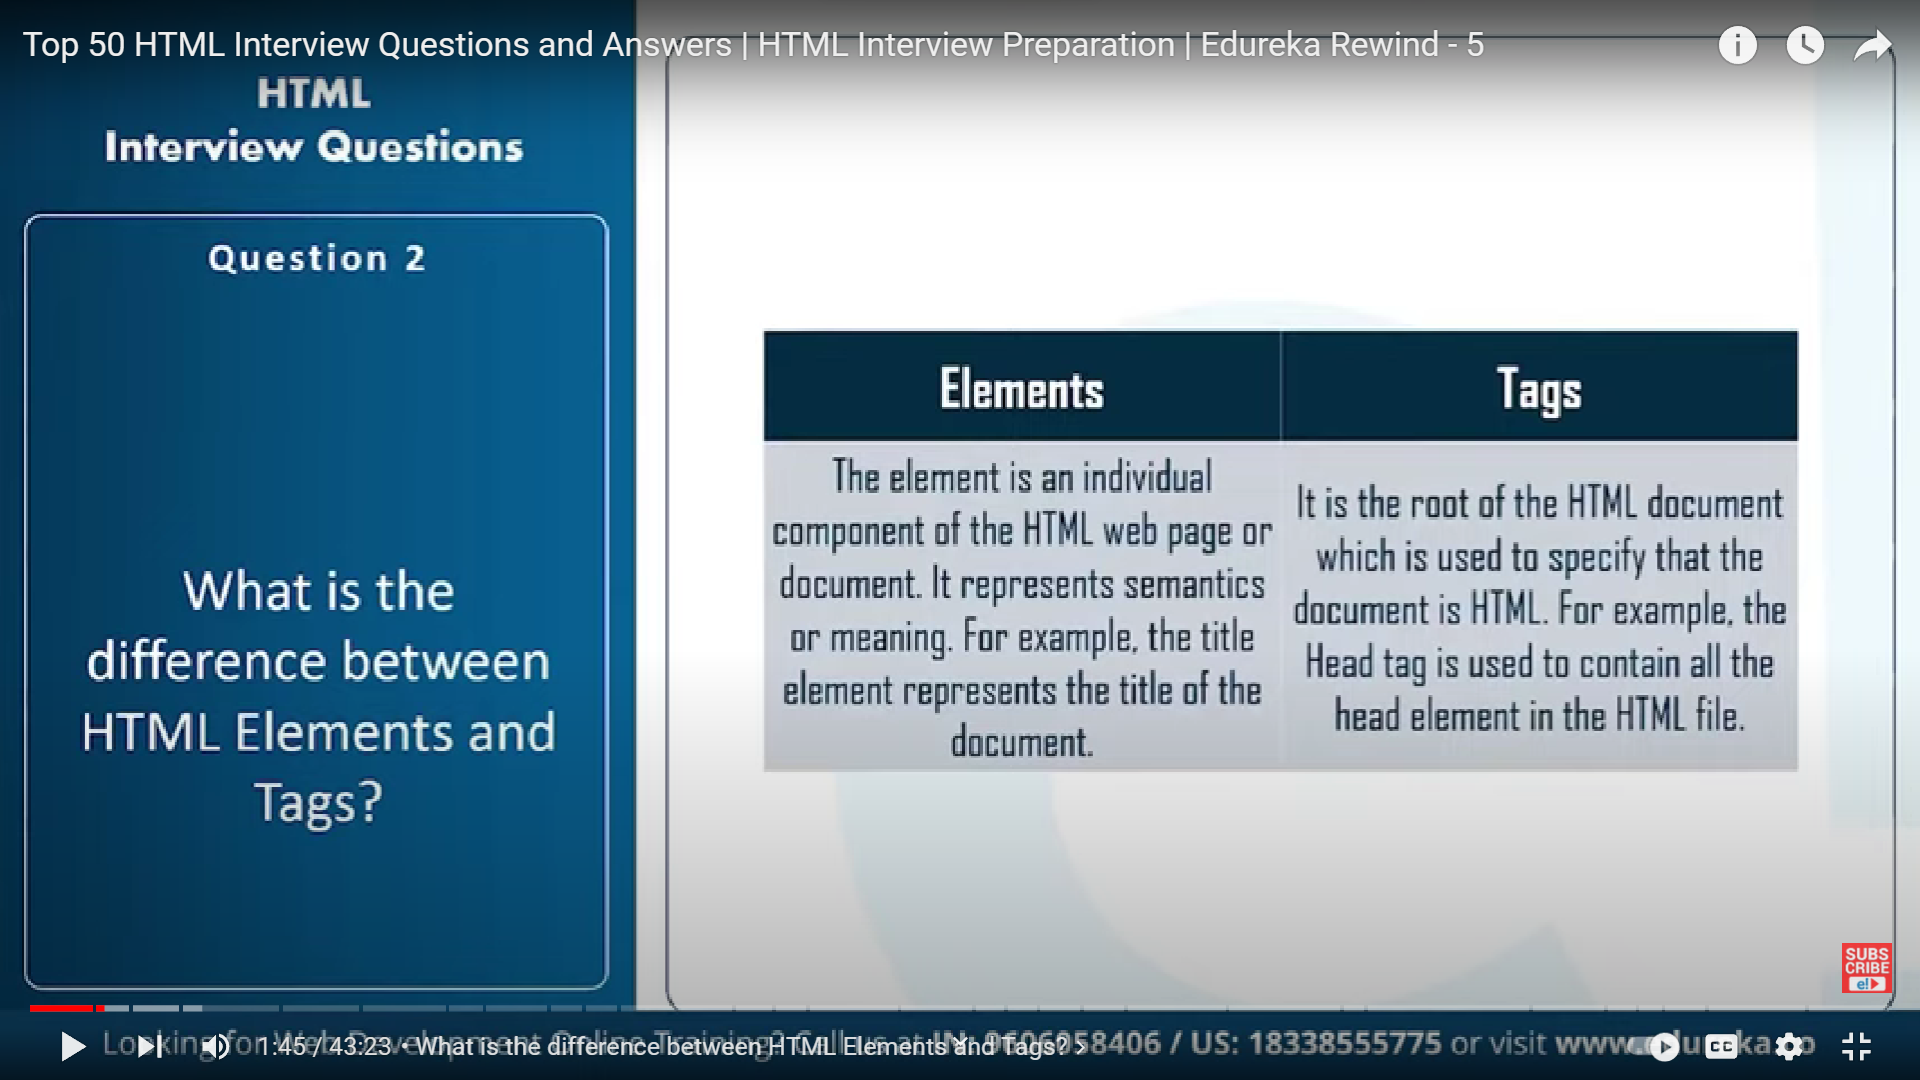 Top 50 HTML Interview Questions and Answers | HTML Interview Preparation | Edureka Rewind - 5
HTML
Interview Questions
Question 2
What is the
difference between
HTML Elements and
Tags?
Elements
Tags
The element is an individual
component of the HTML web page or
document. It represents semantics
or meaning. For example, the title
element represents the title of the
document.
It is the root of the HTML document
which is used to specify that the
document is HTML. For example, the
Head tag is used to contain all the
head element in the HTML file.
SUBS
CRIBE
e!
Looking for Web Development Online Training? Call us at IN: 9606058406 / US: 18338555775 or visit
1:45 / 43:23 • What is the difference between HTML Elements and Tags? >
CC